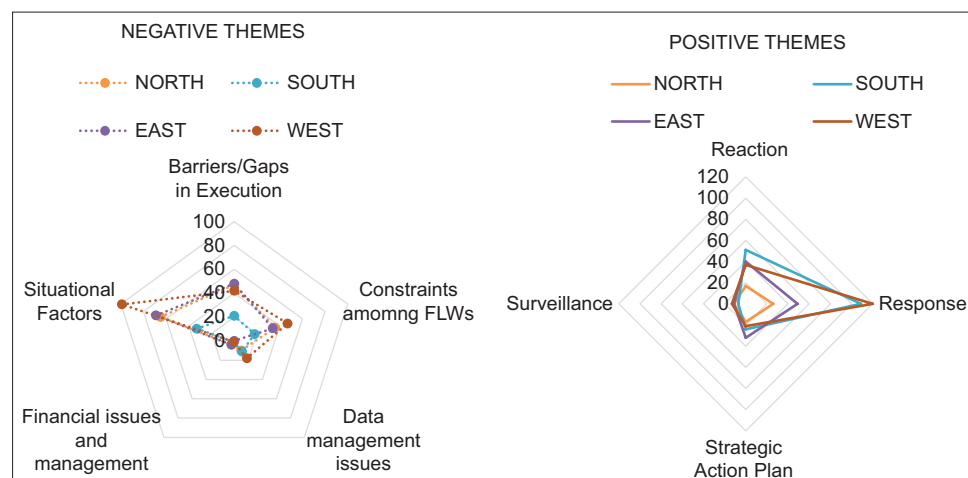 NEGATIVE THEMES
NORTH
SOUTH
EAST
WEST
Barriers/Gaps
in Execution
100
80
60
40
20
0
Situational
Factors
Constraints
amomng FLWs
Financial issues
and
management
Data
management
issues
POSITIVE THEMES
NORTH
SOUTH
EAST
WEST
Reaction
120
100
80
60
40
20
0
Surveillance
Response
Strategic
Action Plan